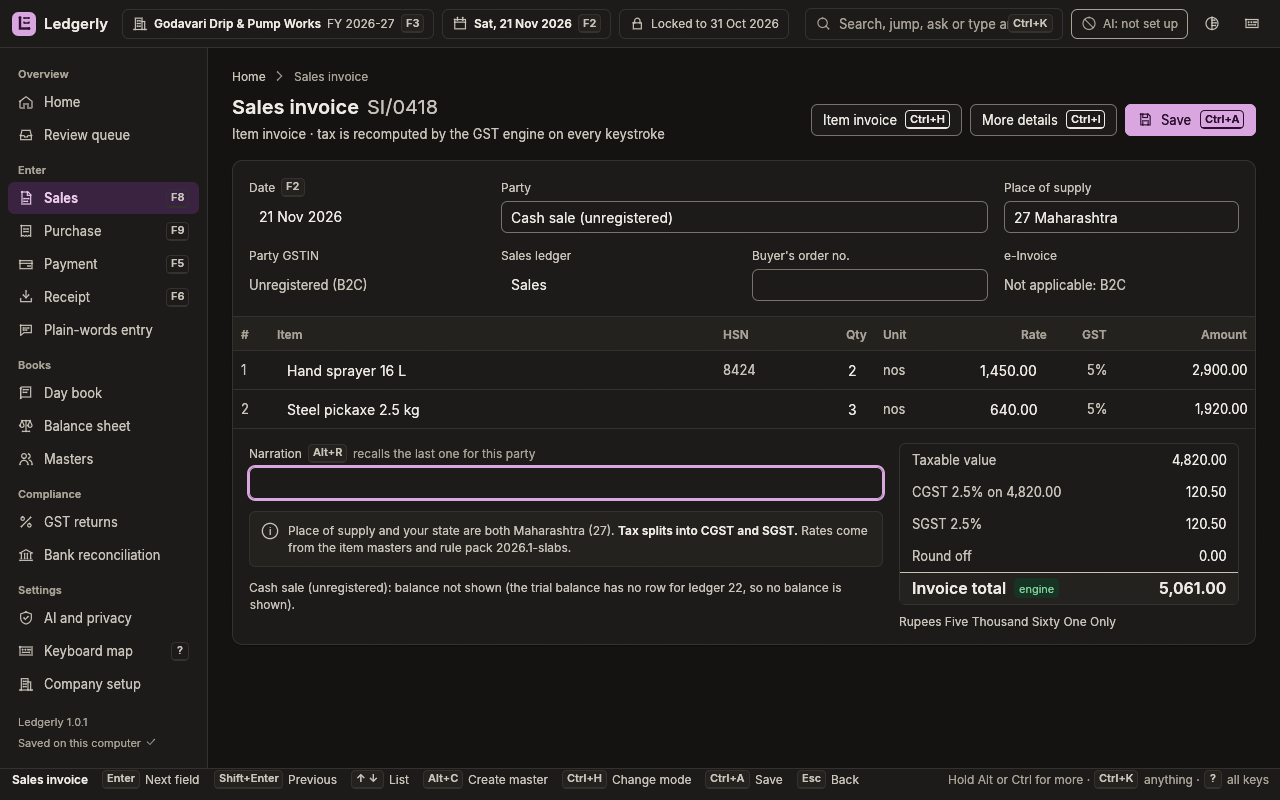 Ledgerly
Godavari Drip & Pump Works FY 2026-27 F3
Sat, 21 Nov 2026 F2
Locked to 31 Oct 2026
Search, jump, ask or type a Ctrl+K
AI: not set up
Overview
Home
Review queue
Enter
Sales F8
Purchase F9
Payment F5
Receipt F6
Plain-words entry
Books
Day book
Balance sheet
Masters
Compliance
GST returns
Bank reconciliation
Settings
AI and privacy
Keyboard map ?
Company setup
Ledgerly 1.0.1
Saved on this computer
Home > Sales invoice
Sales invoice SI/0418
Item invoice · tax is recomputed by the GST engine on every keystroke
Item invoice Ctrl+H
More details Ctrl+I
Save Ctrl+A
Date F2
21 Nov 2026
Party
Cash sale (unregistered)
Place of supply
27 Maharashtra
Party GSTIN
Unregistered (B2C)
Sales ledger
Sales
Buyer's order no.
e-Invoice
Not applicable: B2C
# Item HSN Qty Unit Rate GST Amount
1 Hand sprayer 16 L 8424 2 nos 1,450.00 5% 2,900.00
2 Steel pickaxe 2.5 kg 3 nos 640.00 5% 1,920.00
Narration Alt+R recalls the last one for this party
Place of supply and your state are both Maharashtra (27). Tax splits into CGST and SGST. Rates come
from the item masters and rule pack 2026.1-slabs.
Cash sale (unregistered): balance not shown (the trial balance has no row for ledger 22, so no balance is
shown).
Taxable value 4,820.00
CGST 2.5% on 4,820.00 120.50
SGST 2.5% 120.50
Round off 0.00
Invoice total engine 5,061.00
Rupees Five Thousand Sixty One Only
Sales invoice Enter Next field Shift+Enter Previous ↑ ↓ List Alt+C Create master Ctrl+H Change mode Ctrl+A Save Esc Back Hold Alt or Ctrl for more · Ctrl+K anything · ? all keys